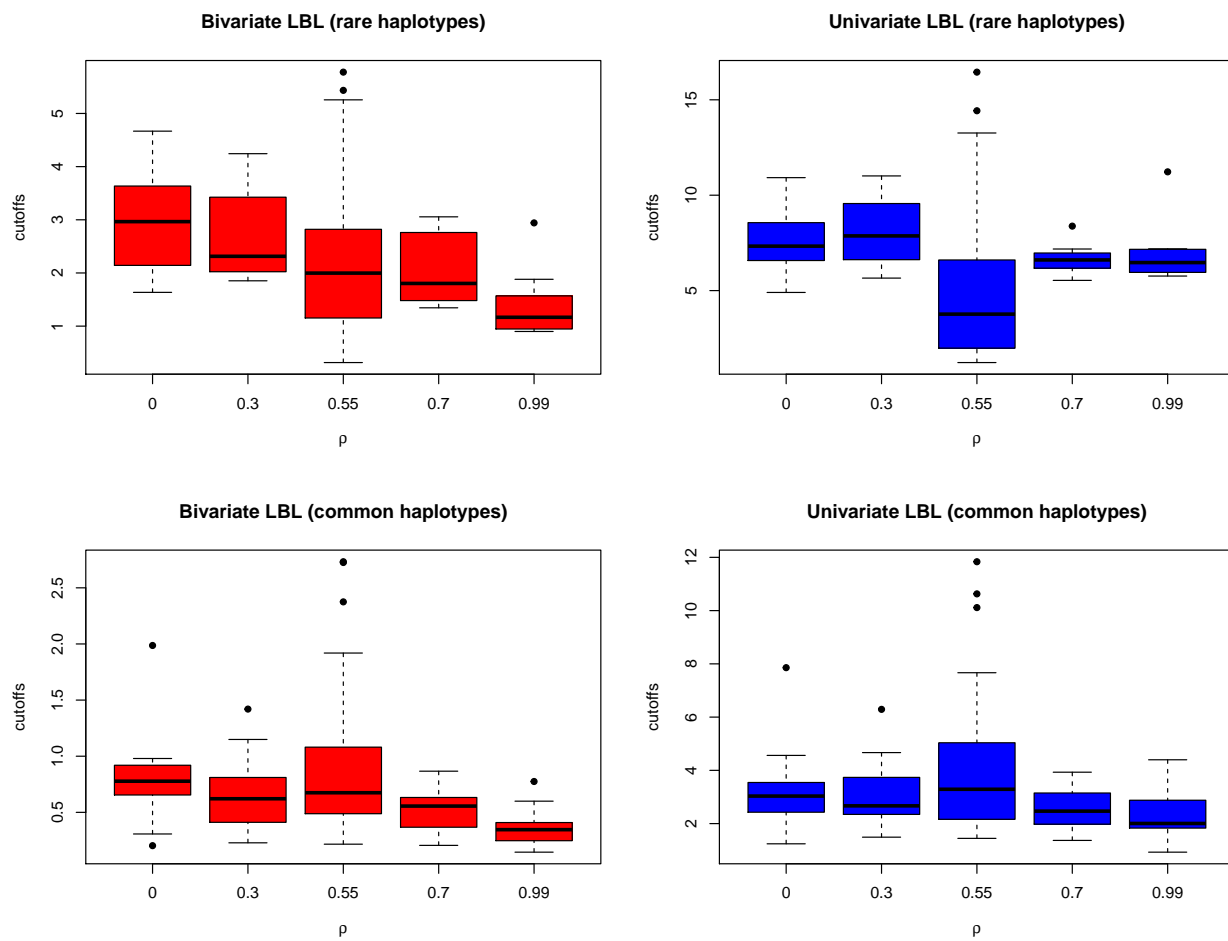 Bivariate LBL (rare haplotypes)
cutoffs
5
4
3
2
1
0 0.3 0.55 0.7 0.99
ρ
Univariate LBL (rare haplotypes)
cutoffs
15
10
5
0 0.3 0.55 0.7 0.99
ρ
Bivariate LBL (common haplotypes)
cutoffs
2.5
2.0
1.5
1.0
0.5
0 0.3 0.55 0.7 0.99
ρ
Univariate LBL (common haplotypes)
cutoffs
12
10
8
6
4
2
0 0.3 0.55 0.7 0.99
ρ